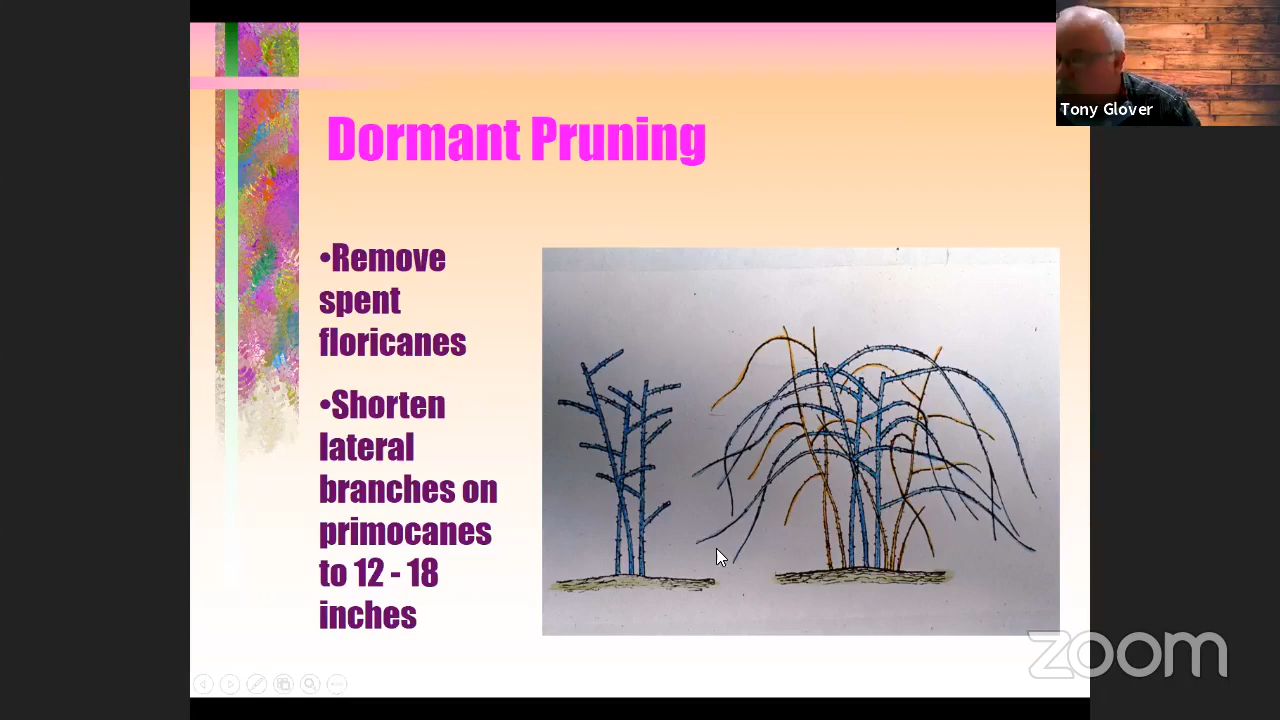 Tony Glover
Dormant Pruning
•Remove
spent
floricanes
•Shorten
lateral
branches on
primocanes
to 12 - 18
inches
zoom